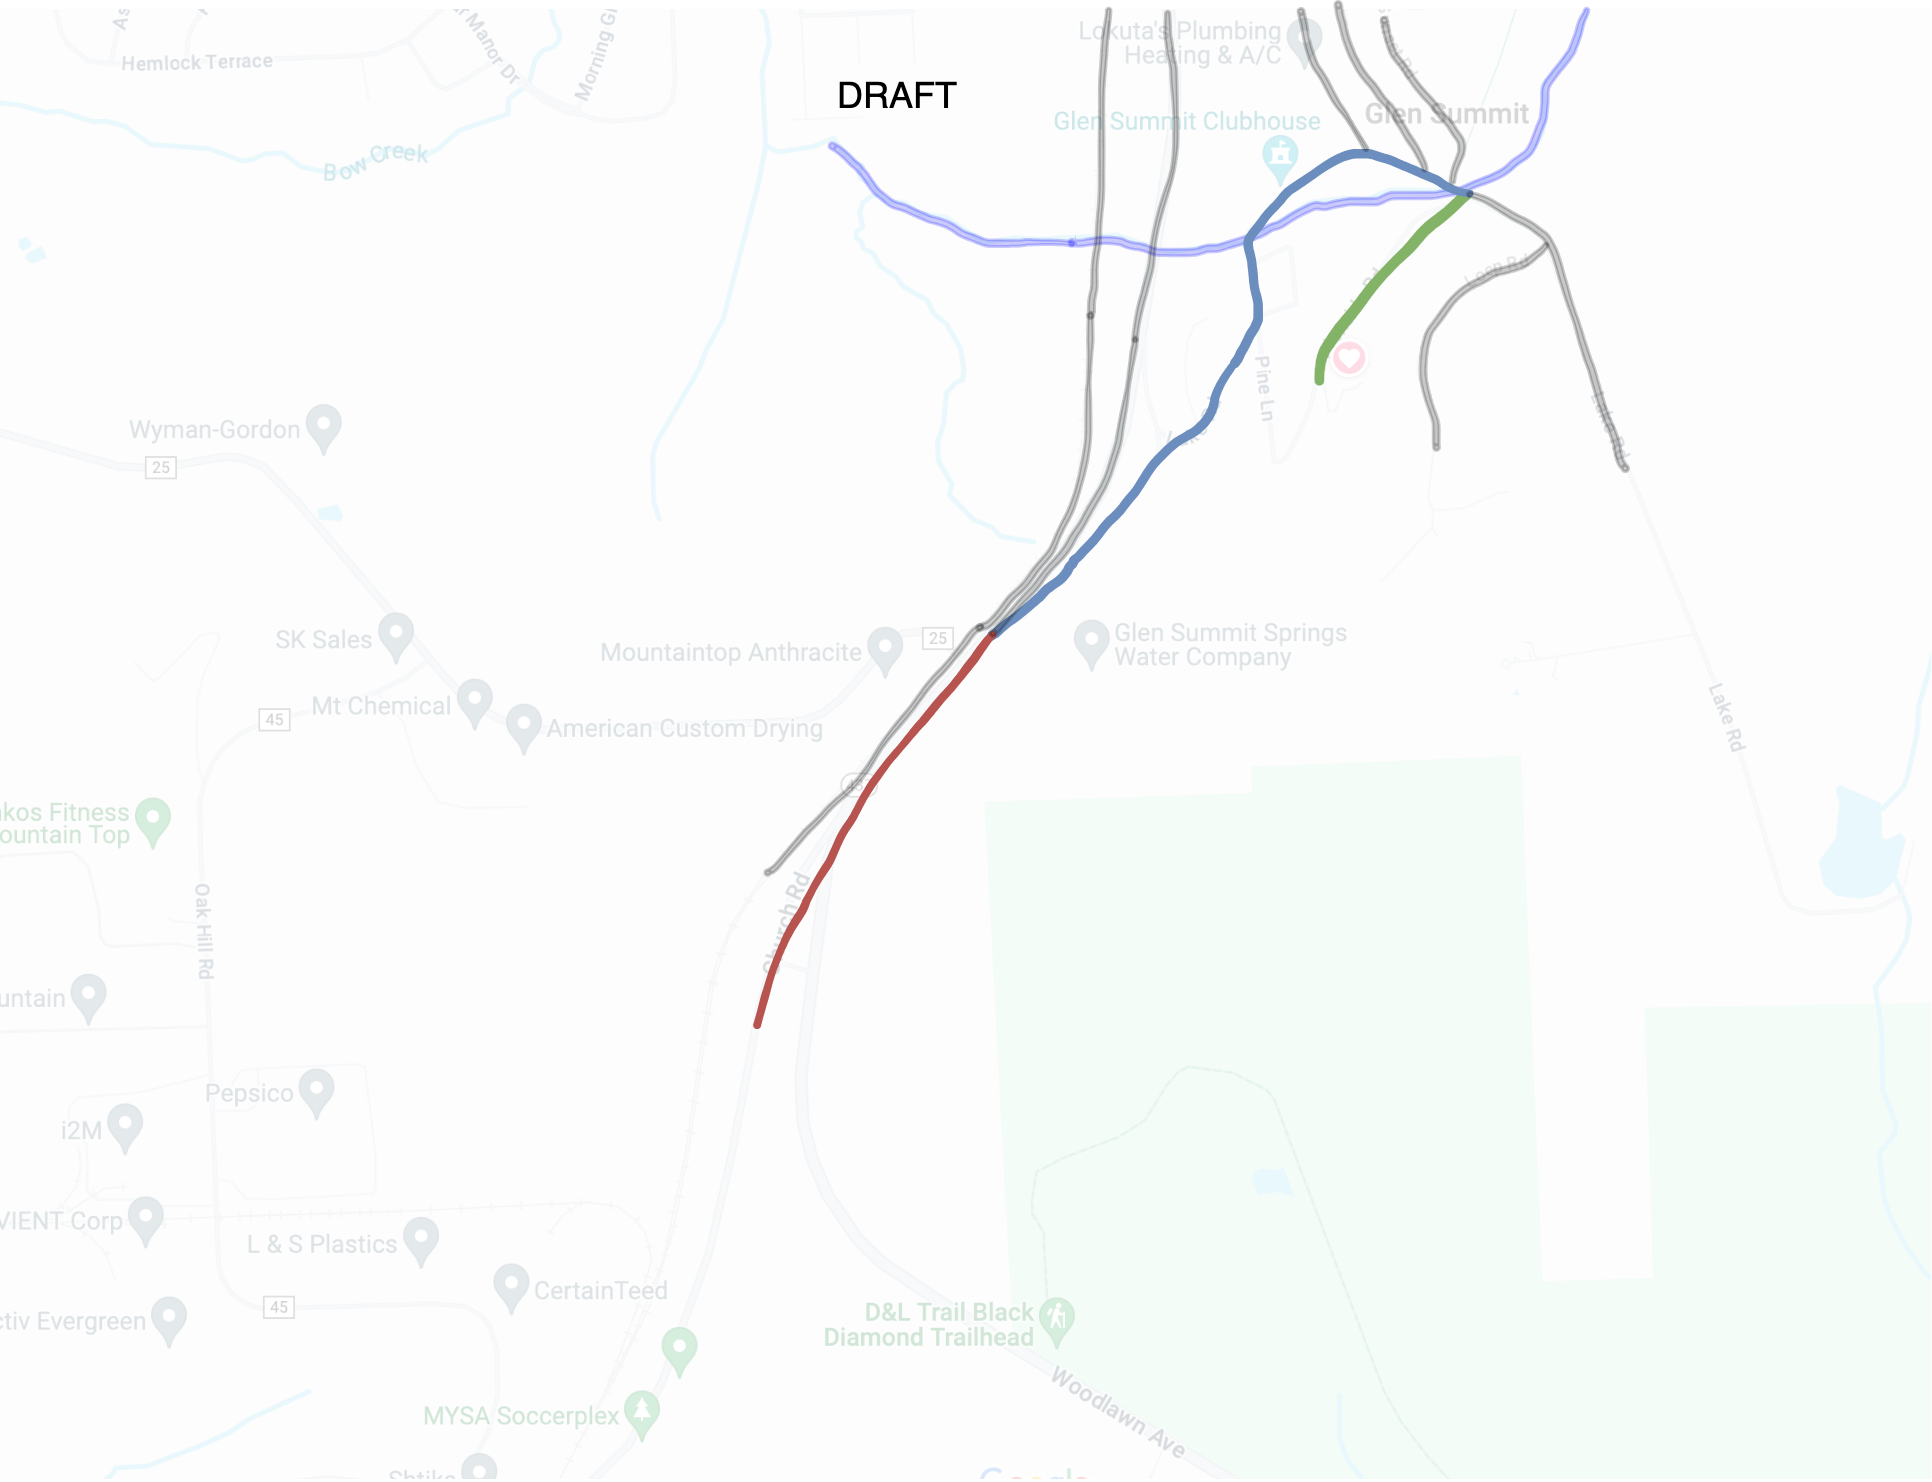 Hemlock Terrace
Manor Dr
Lokuta's Plumbing
Heating & A/C
DRAFT
Glen Summit
Glen Summit Clubhouse
Bow Creek
Pine Ln
Lake Rd
Wyman-Gordon
25
SK Sales
Mountaintop Anthracite
25
Glen Summit Springs
Water Company
Mt Chemical
45
American Custom Drying
Lake Rd
akos Fitness
ountain Top
Church Rd
Oak Hill Rd
untain
Pepsico
i2M
VIENT Corp
L & S Plastics
CertainTeed
45
ctiv Evergreen
D&L Trail Black
Diamond Trailhead
Woodlawn Ave
MYSA Soccerplex